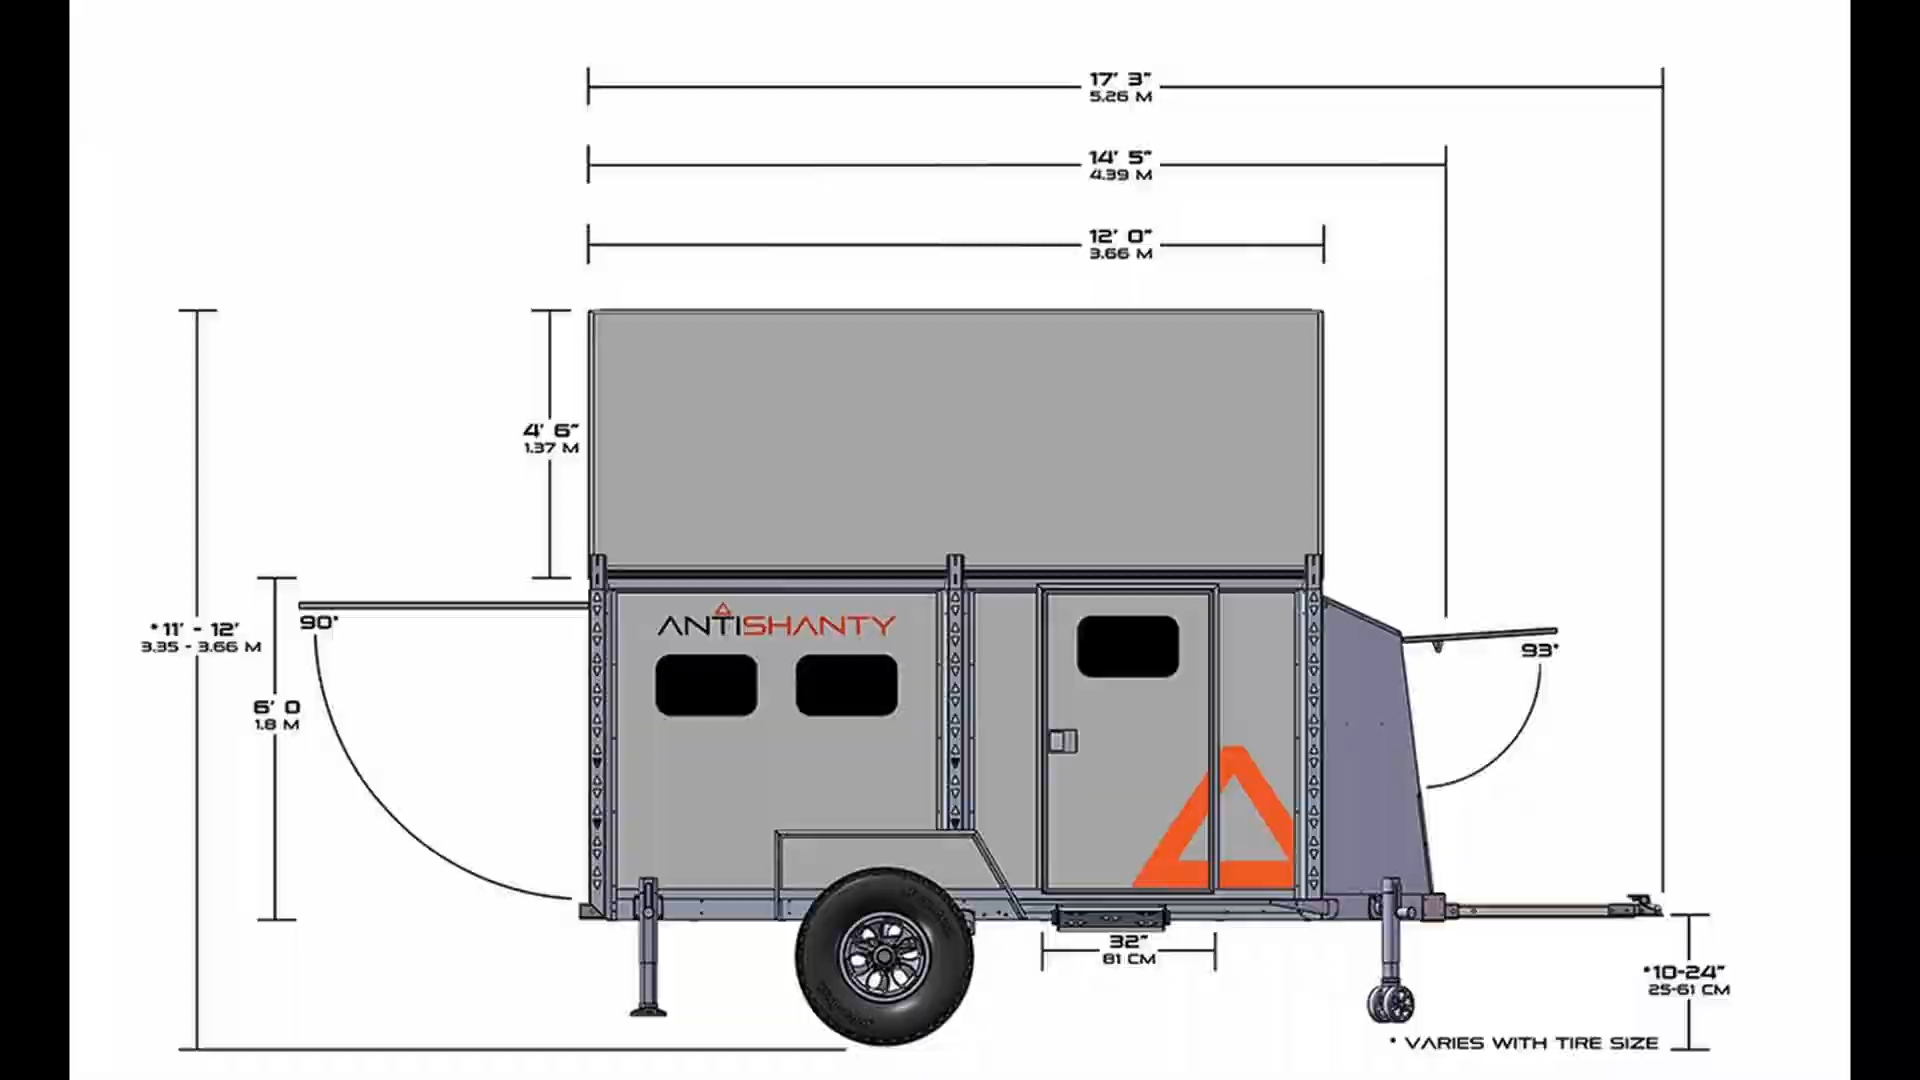 17' 3"
5.26 M
14' 5"
4.39 M
12' 0"
3.66 M
4' 6"
1.37 M
90°
*11' - 12'
3.35 - 3.66 M
ANTISHANTY
93°
6' 0
1.8 M
32"
81 CM
*10-24"
25-61 CM
* VARIES WITH TIRE SIZE